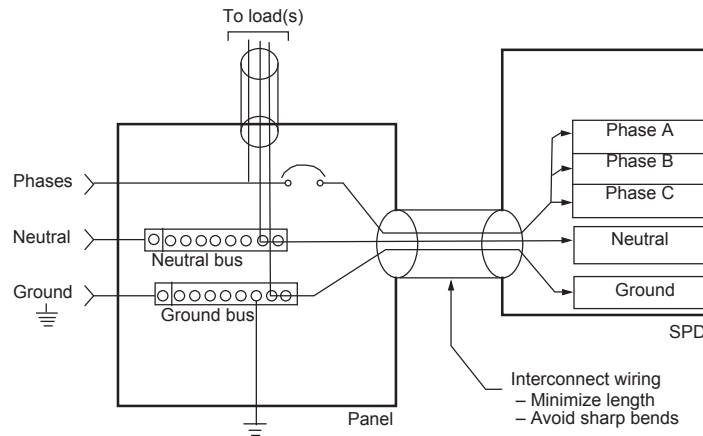 To load(s)
Phases
Neutral
Neutral bus
Ground
Ground bus
Panel
Phase A
Phase B
Phase C
Neutral
Ground
SPD
Interconnect wiring
– Minimize length
– Avoid sharp bends